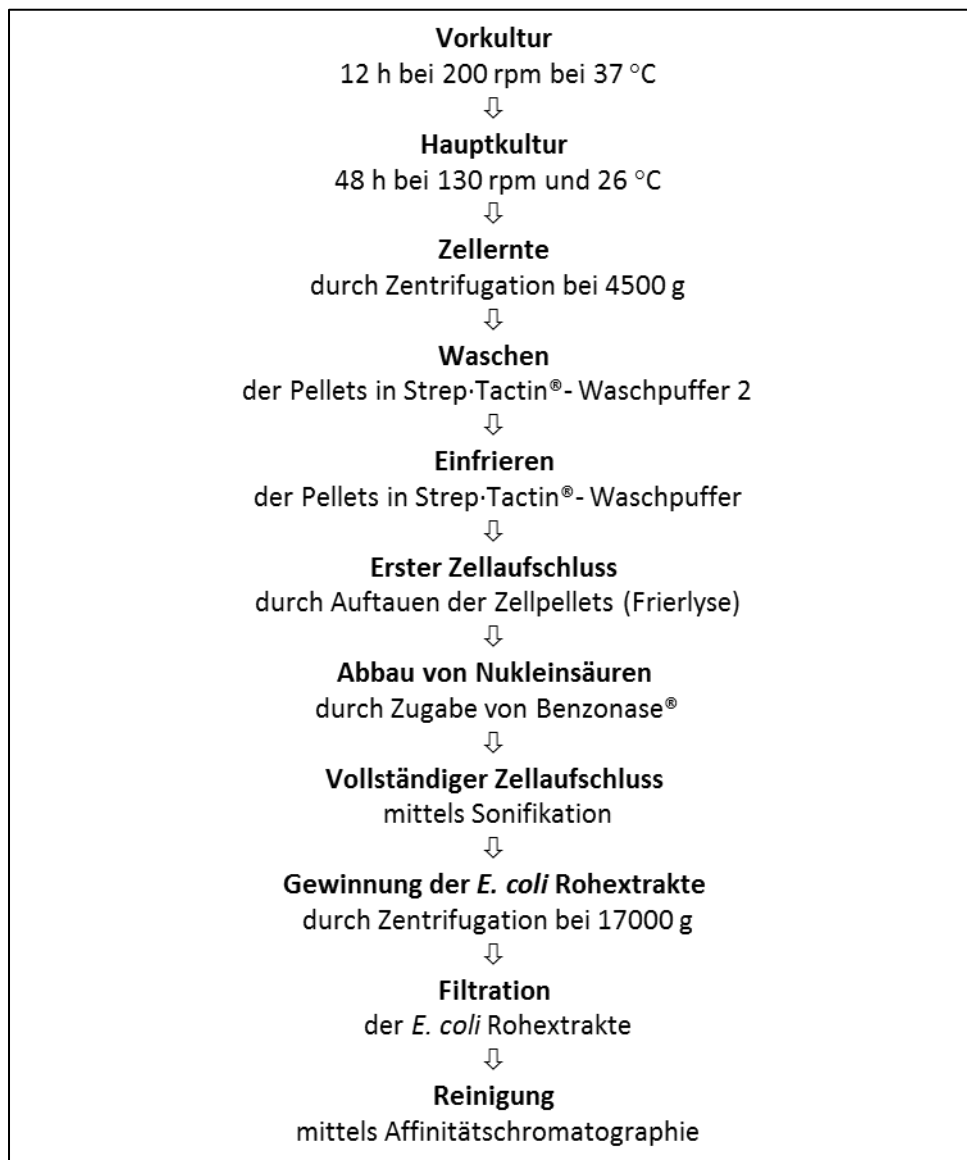 Vorkultur
12 h bei 200 rpm bei 37 °C
⇩
Hauptkultur
48 h bei 130 rpm und 26 °C
⇩
Zellernte
durch Zentrifugation bei 4500 g
⇩
Waschen
der Pellets in Strep·Tactin®- Waschpuffer 2
⇩
Einfrieren
der Pellets in Strep·Tactin®- Waschpuffer
⇩
Erster Zellaufschluss
durch Auftauen der Zellpellets (Frierlyse)
⇩
Abbau von Nukleinsäuren
durch Zugabe von Benzonase®
⇩
Vollständiger Zellaufschluss
mittels Sonifikation
⇩
Gewinnung der E. coli Rohextrakte
durch Zentrifugation bei 17000 g
⇩
Filtration
der E. coli Rohextrakte
⇩
Reinigung
mittels Affinitätschromatographie